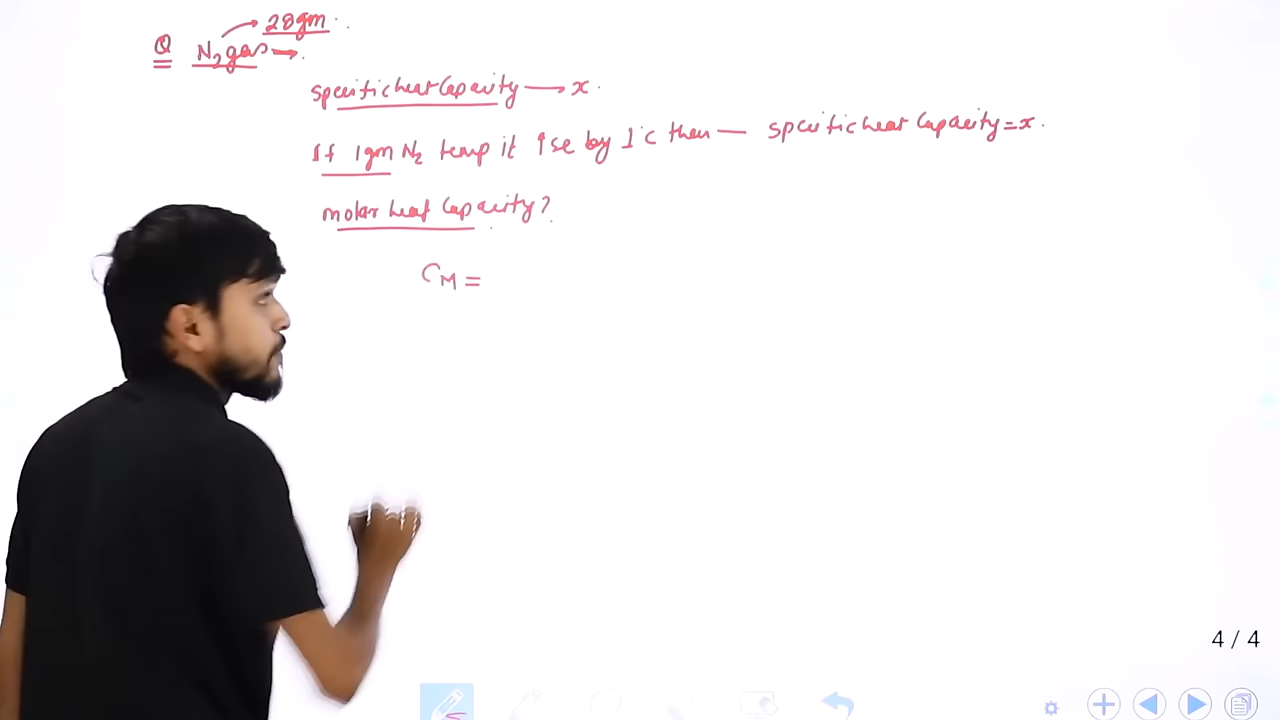 28gm.
Q N₂ gas →
specific heat capacity → x.
If 1gm N₂ temp it ↑se by 1°c then — specific heat capacity = x.
molar heat capacity?
CM =
4 / 4